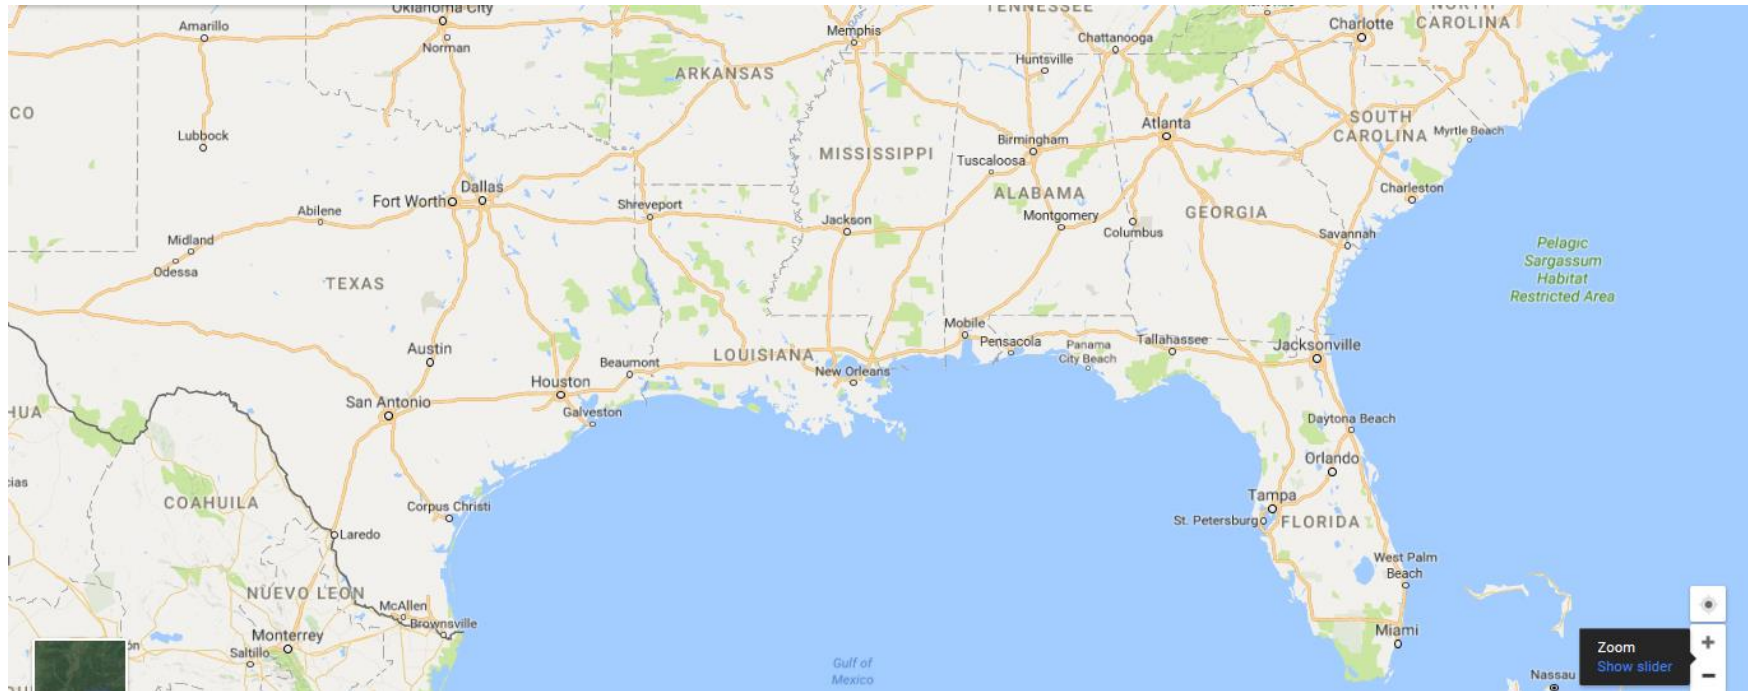 Oklahoma City
TENNESSEE
NORTH
CAROLINA
Amarillo
Norman
Memphis
Chattanooga
Charlotte
Huntsville
ARKANSAS
CO
Lubbock
Atlanta
SOUTH
CAROLINA
Myrtle Beach
Birmingham
MISSISSIPPI
Tuscaloosa
Dallas
Fort Worth
ALABAMA
Charleston
Abilene
Shreveport
Jackson
Montgomery
GEORGIA
Columbus
Savannah
Midland
Odessa
Pelagic
Sargassum
Habitat
Restricted Area
TEXAS
Mobile
Pensacola
Panama
City Beach
Tallahassee
Jacksonville
Austin
Beaumont
LOUISIANA
New Orleans
Houston
San Antonio
Galveston
HUA
Daytona Beach
Orlando
cias
COAHUILA
Corpus Christi
Tampa
St. Petersburg
FLORIDA
Laredo
West Palm
Beach
NUEVO LEON
McAllen
Brownsville
Monterrey
Saltillo
ón
Miami
Gulf of
Mexico
Nassau
Zoom
Show slider
+
−